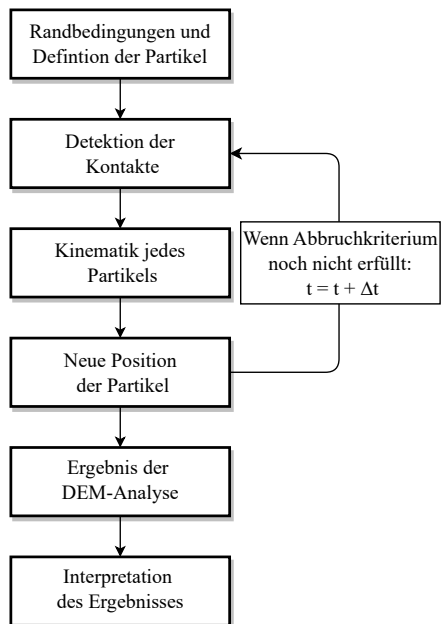 Randbedingungen und
Defintion der Partikel
Detektion der
Kontakte
Wenn Abbruchkriterium
noch nicht erfüllt:
t = t + Δt
Kinematik jedes
Partikels
Neue Position
der Partikel
Ergebnis der
DEM-Analyse
Interpretation
des Ergebnisses